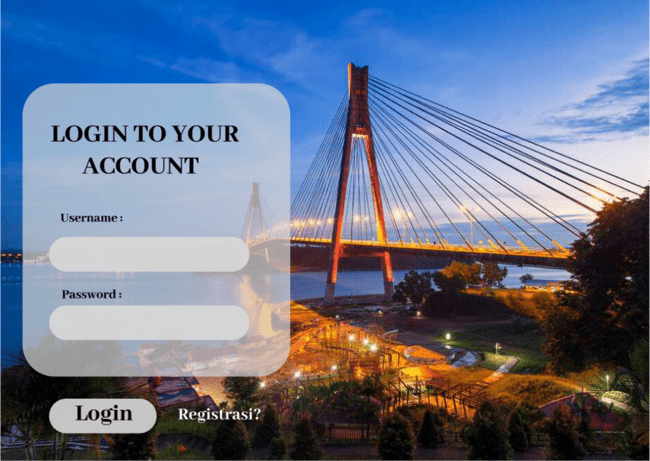 LOGIN TO YOUR
ACCOUNT
Username :
Password :
Login
Registrasi?